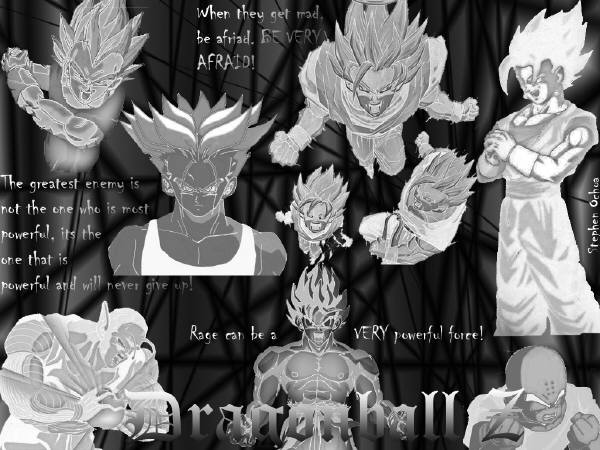 When they get mad,
be afriad. BE VERY
AFRAID!
The greatest enemy is
not the one who is most
powerful, its the
one that is
powerful and will never give up!
Stephen Ochoa
Rage can be a VERY powerful force!
Dragonball Z